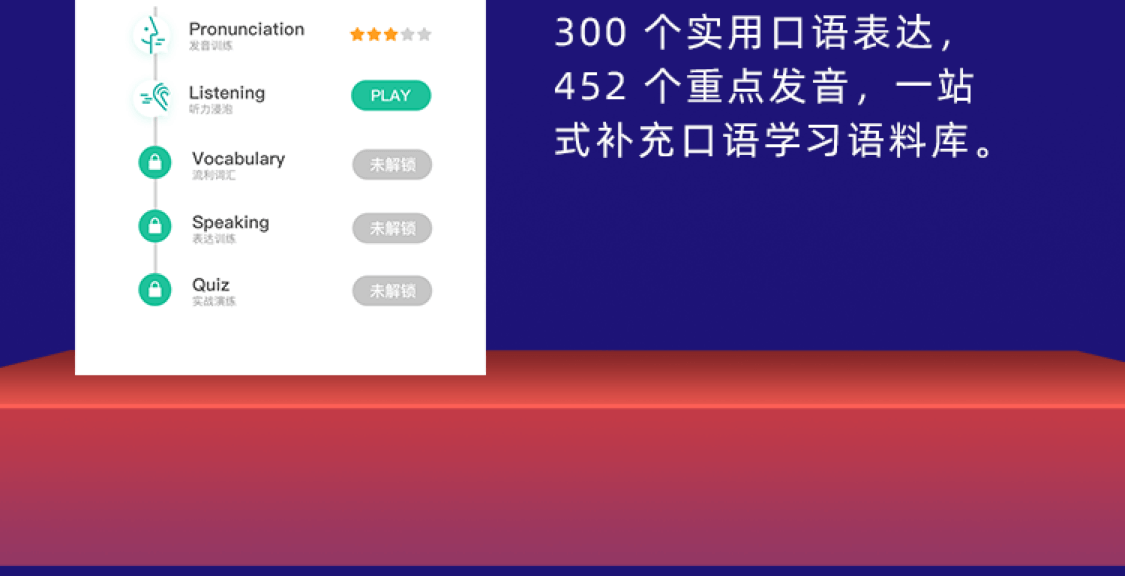 Pronunciation
发音训练
Listening
听力浸泡
PLAY
Vocabulary
流利词汇
未解锁
Speaking
表达训练
未解锁
Quiz
实战演练
未解锁
300 个实用口语表达，
452 个重点发音，一站
式补充口语学习语料库。